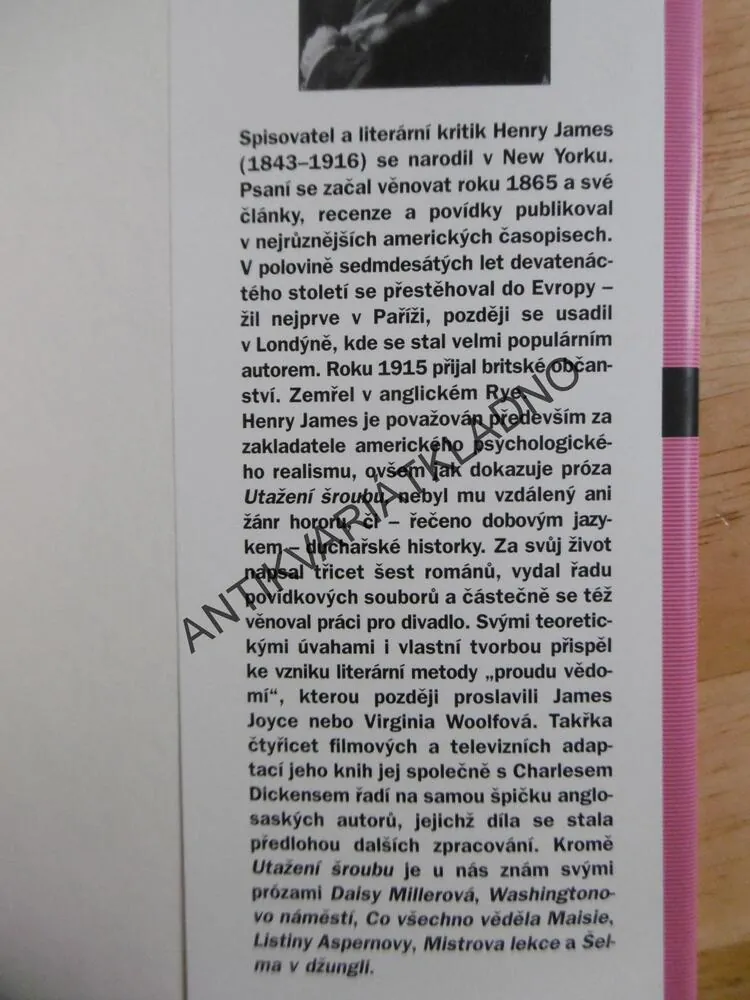 Spisovatel a literární kritik Henry James
(1843–1916) se narodil v New Yorku.
Psaní se začal věnovat roku 1865 a své
články, recenze a povídky publikoval
v nejrůznějších amerických časopisech.
V polovině sedmdesátých let devatenác-
tého století se přestěhoval do Evropy –
žil nejprve v Paříži, později se usadil
v Londýně, kde se stal velmi populárním
autorem. Roku 1915 přijal britské občan-
ství. Zemřel v anglickém Rye.
Henry James je považován především za
zakladatele amerického psychologické-
ho realismu, ovšem jak dokazuje próza
Utažení šroubu, nebyl mu vzdálený ani
žánr hororu, či – řečeno dobovým jazy-
kem – duchařské historky. Za svůj život
napsal třicet šest románů, vydal řadu
povídkových souborů a částečně se též
věnoval práci pro divadlo. Svými teoretic-
kými úvahami i vlastní tvorbou přispěl
ke vzniku literární metody „proudu vědo-
mí“, kterou později proslavili James
Joyce nebo Virginia Woolfová. Takřka
čtyřicet filmových a televizních adap-
tací jeho knih jej společně s Charlesem
Dickensem řadí na samou špičku anglo-
saských autorů, jejichž díla se stala
předlohou dalších zpracování. Kromě
Utažení šroubu je u nás znám svými
prózami Daisy Millerová, Washingtono-
vo náměstí, Co všechno věděla Maisie,
Listiny Aspernovy, Mistrova lekce a Šel-
ma v džungli.
ANTIKVARIÁTKLADNO